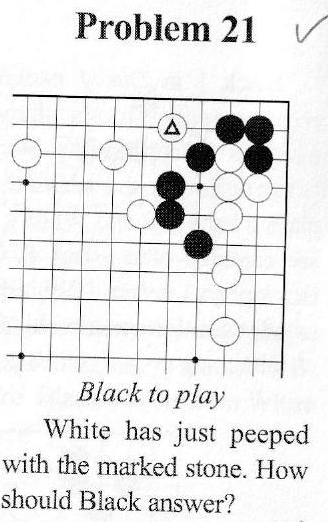 Problem 21
Black to play
White has just peeped
with the marked stone. How
should Black answer?